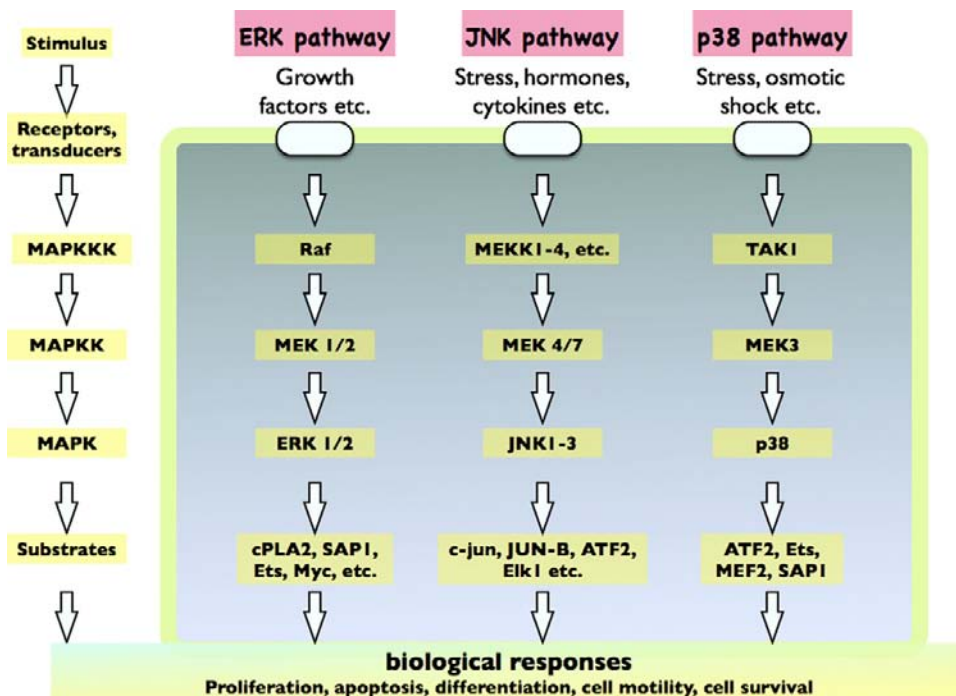 Stimulus
ERK pathway
JNK pathway
p38 pathway
Growth
factors etc.
Stress, hormones,
cytokines etc.
Stress, osmotic
shock etc.
Receptors,
transducers
MAPKKK
Raf
MEKK1-4, etc.
TAK1
MAPKK
MEK 1/2
MEK 4/7
MEK3
MAPK
ERK 1/2
JNK1-3
p38
Substrates
cPLA2, SAP1,
Ets, Myc, etc.
c-jun, JUN-B, ATF2,
Elk1 etc.
ATF2, Ets,
MEF2, SAP1
biological responses
Proliferation, apoptosis, differentiation, cell motility, cell survival